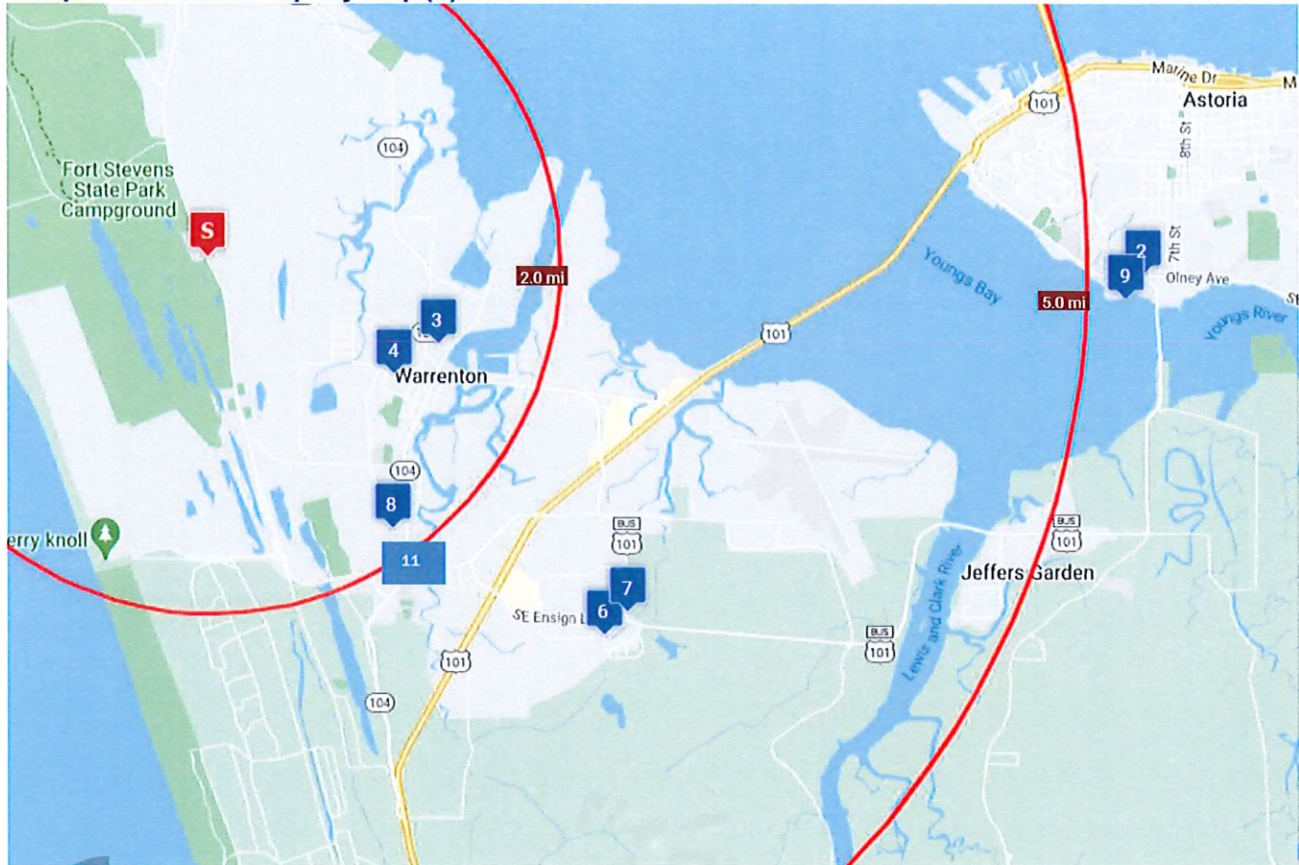 Marine Dr
M
101
Astoria
8th St
104
Fort Stevens
State Park
Campground
S
2
7th St
Youngs Bay
2.0 mi
9
Olney Ave
5.0 mi
Youngs River
3
101
4
Warrenton
104
8
BUS
101
BUS
101
erry knoll
11
Jeffers Garden
7
6
SE Ensign L
BUS
101
Lewis and Clark River
101
104